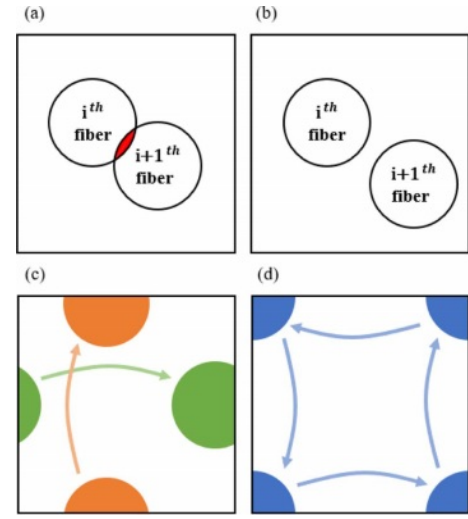 (a)
(b)
i^th
fiber
i+1^th
fiber
i^th
fiber
i+1^th
fiber
(c)
(d)